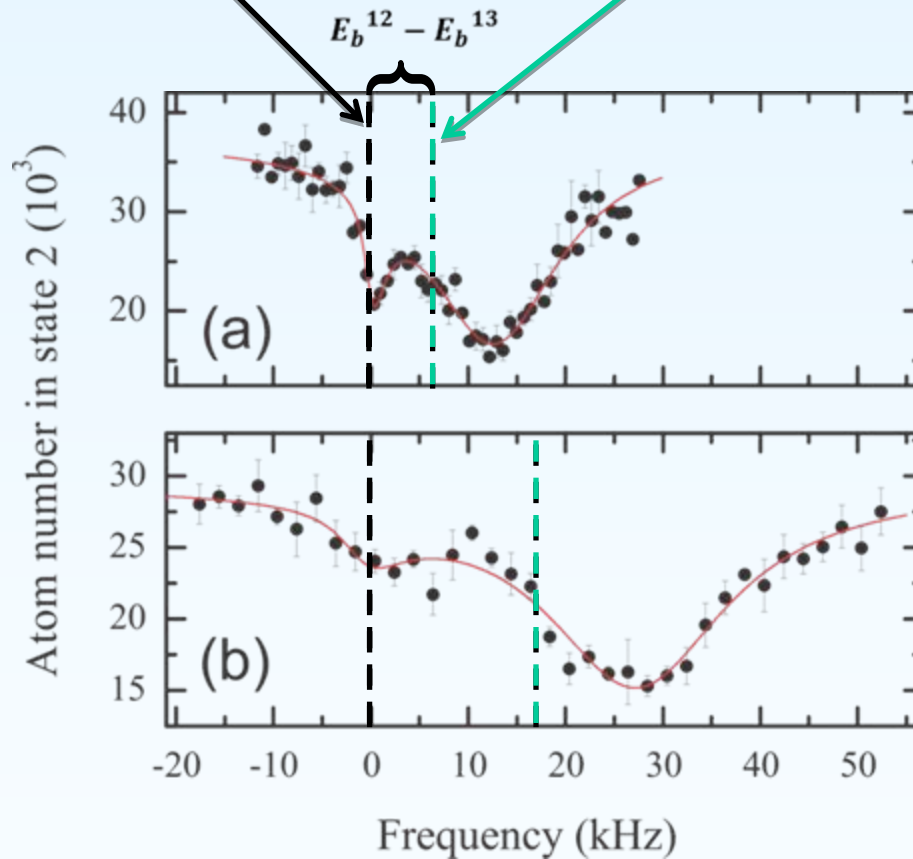 E_b^12 − E_b^13
40
30
20
(a)
30
25
20
15
(b)
-20 -10 0 10 20 30 40 50
Frequency (kHz)
Atom number in state 2 (10^3)